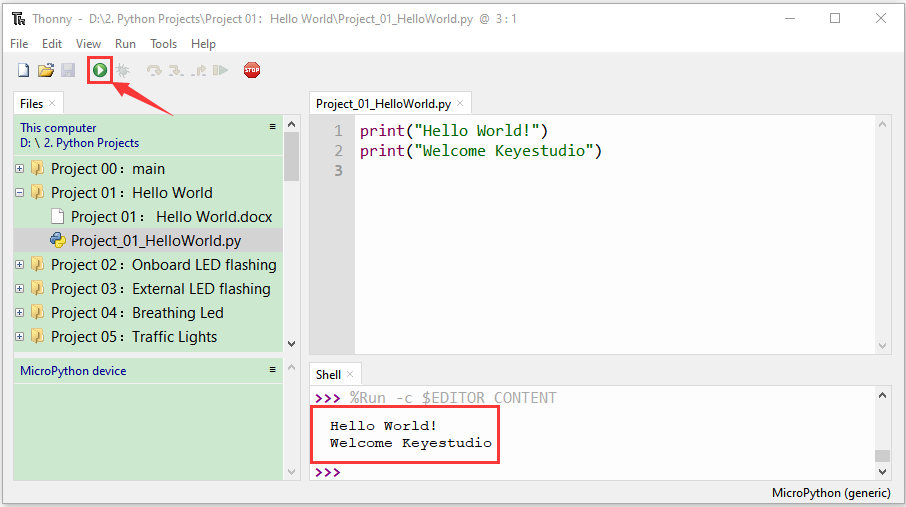 Thonny - D:\2. Python Projects\Project 01：Hello World\Project_01_HelloWorld.py @ 3 : 1
File Edit View Run Tools Help
STOP
Files
This computer
D: \ 2. Python Projects
Project 00：main
Project 01：Hello World
Project 01： Hello World.docx
Project_01_HelloWorld.py
Project 02：Onboard LED flashing
Project 03：External LED flashing
Project 04：Breathing Led
Project 05：Traffic Lights
MicroPython device
Project_01_HelloWorld.py
1 print("Hello World!")
2 print("Welcome Keyestudio")
3
Shell
>>> %Run -c $EDITOR_CONTENT
Hello World!
Welcome Keyestudio
>>>
MicroPython (generic)